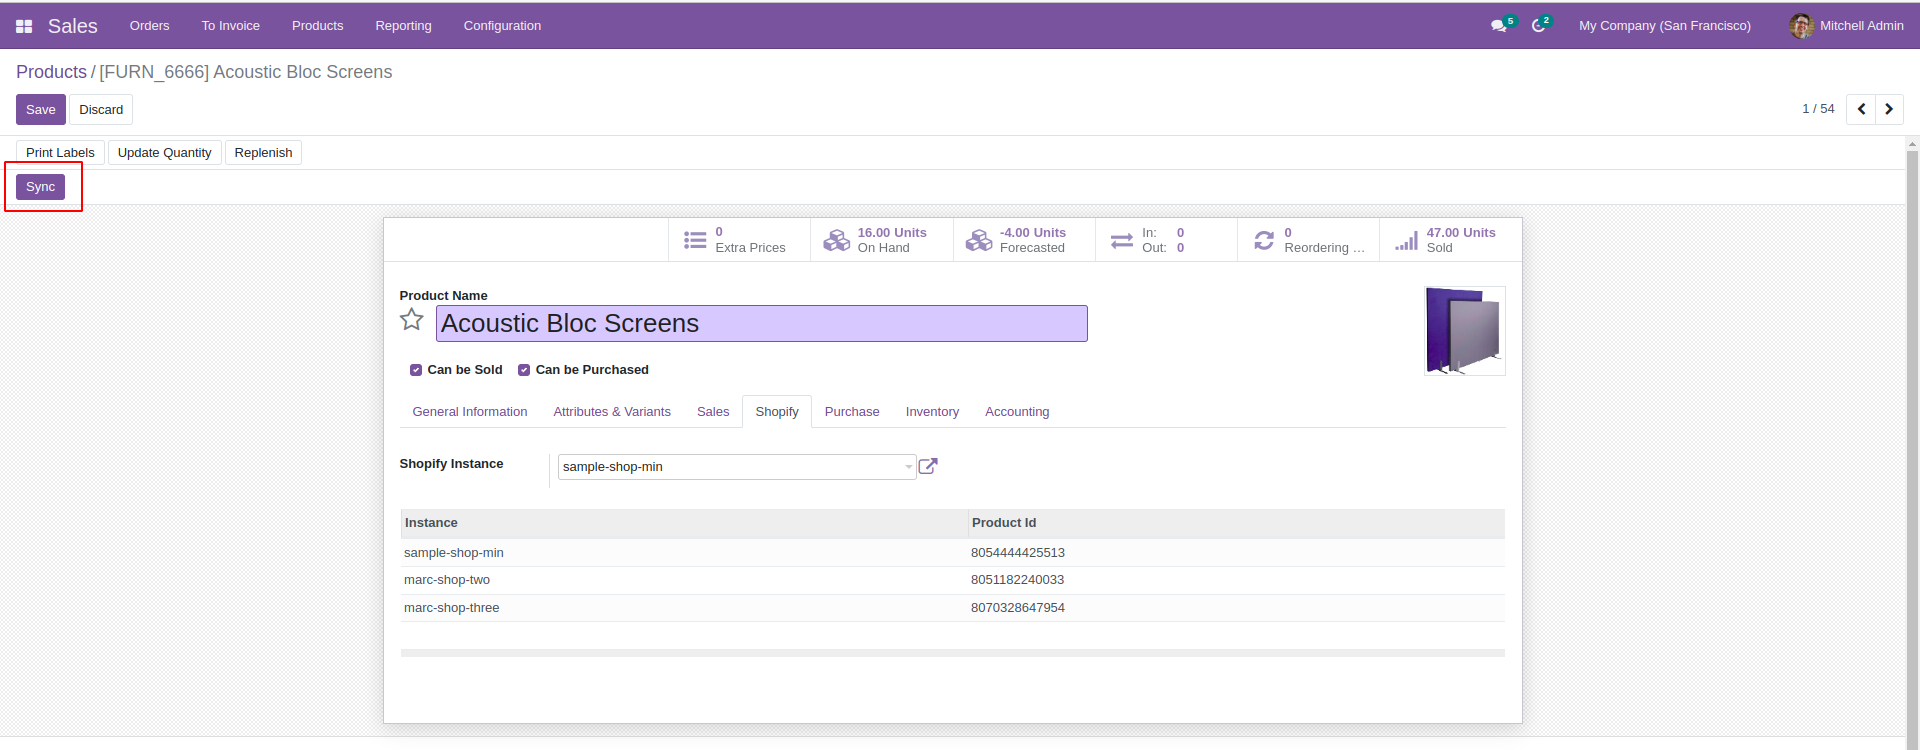 Sales Orders To Invoice Products Reporting Configuration 5 2 My Company (San Francisco) Mitchell Admin
Products / [FURN_6666] Acoustic Bloc Screens
Save Discard 1 / 54
Print Labels Update Quantity Replenish
Sync
0 16.00 Units -4.00 Units In: 0 0 47.00 Units
Extra Prices On Hand Forecasted Out: 0 Reordering ... Sold
Product Name
Acoustic Bloc Screens
Can be Sold Can be Purchased
General Information Attributes & Variants Sales Shopify Purchase Inventory Accounting
Shopify Instance sample-shop-min
Instance Product Id
sample-shop-min 8054444425513
marc-shop-two 8051182240033
marc-shop-three 8070328647954